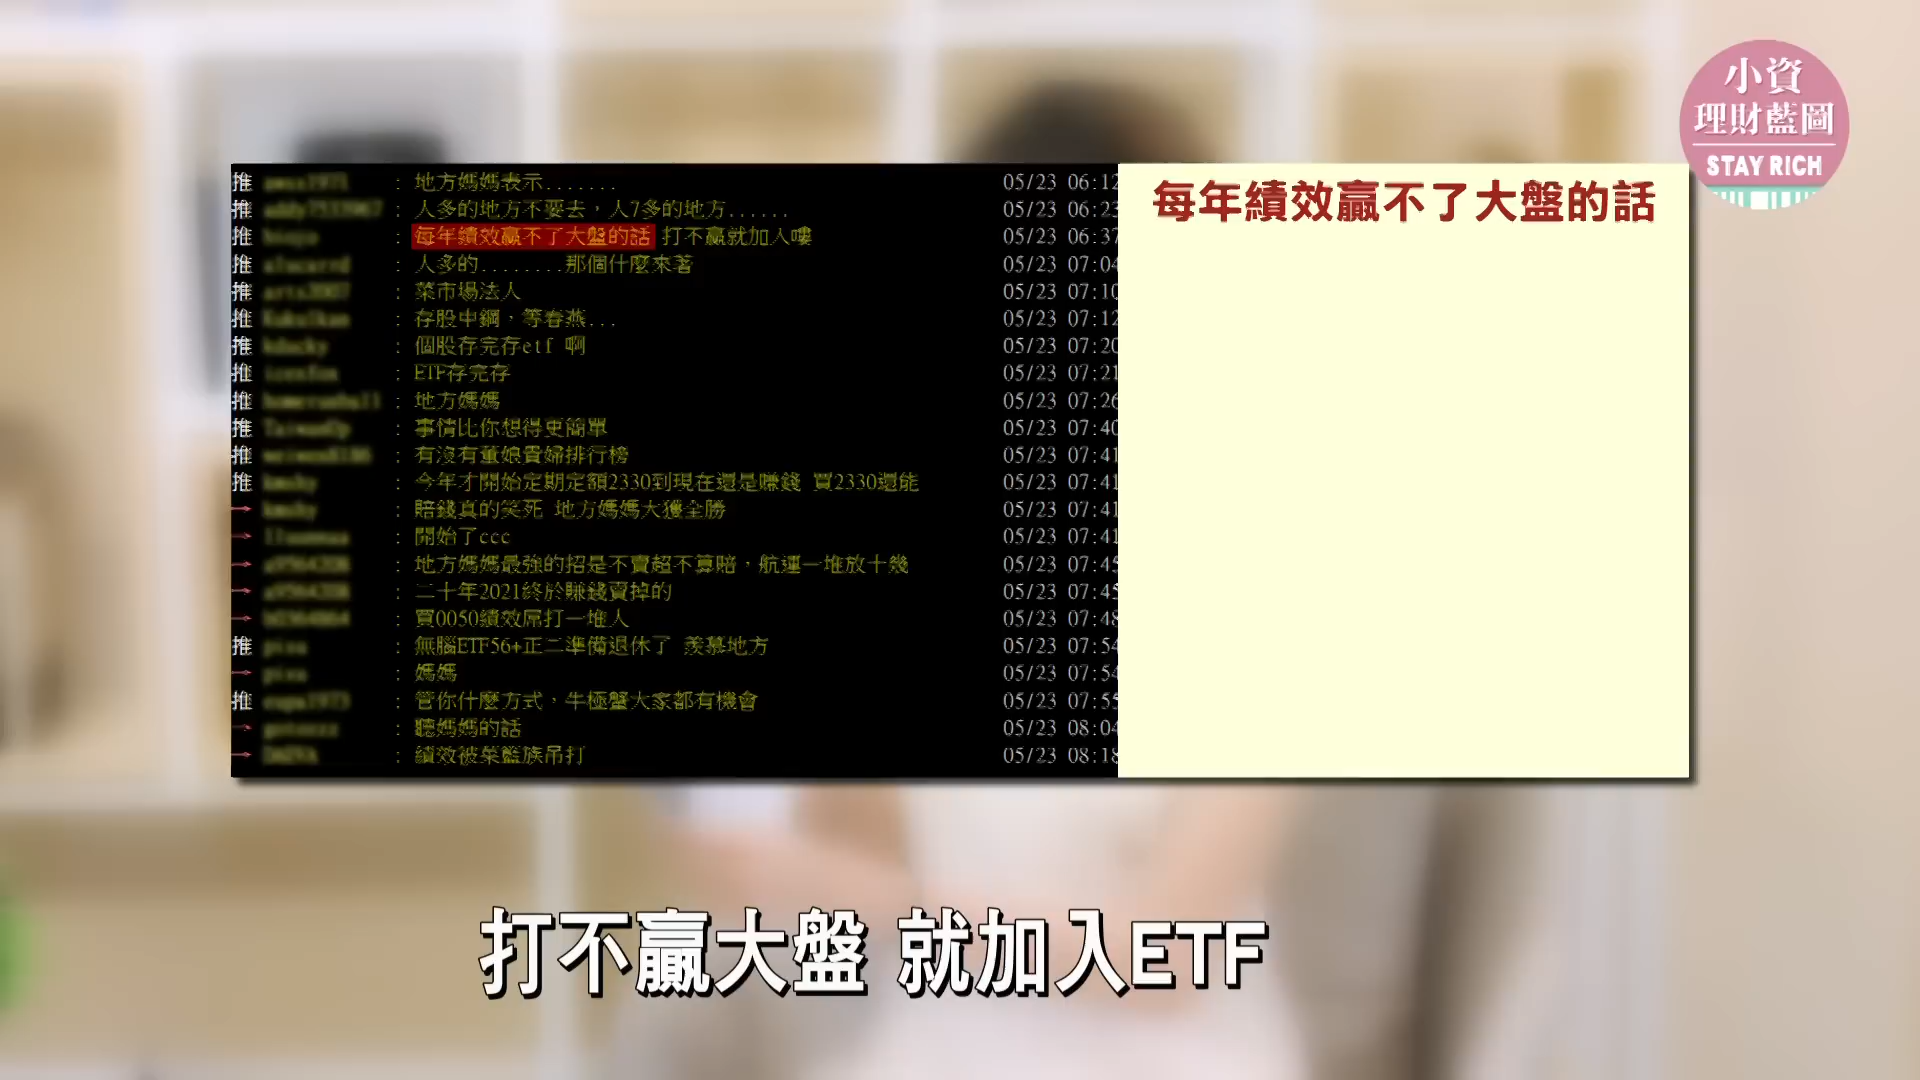 小資
理財藍圖
STAY RICH
推 : 地方媽媽表示....... 05/23 06:12
推 : 人多的地方不要去，人7多的地方...... 05/23 06:23
推 : 每年績效贏不了大盤的話 打不贏就加入嘍 05/23 06:37
推 : 人多的........那個什麼來著 05/23 07:04
推 : 菜市場法人 05/23 07:10
推 : 存股中鋼，等春燕... 05/23 07:12
推 : 個股存完存etf 啊 05/23 07:20
推 : ETF存完存 05/23 07:21
推 : 地方媽媽 05/23 07:26
推 : 事情比你想得更簡單 05/23 07:40
推 : 有沒有董娘貴婦排行榜 05/23 07:41
推 : 今年才開始定期定額2330到現在還是賺錢 買2330還能 05/23 07:41
→ : 賠錢真的笑死 地方媽媽大獲全勝 05/23 07:41
→ : 開始了ccc 05/23 07:41
→ : 地方媽媽最強的招是不賣超不算賠，航運一堆放十幾 05/23 07:45
→ : 二十年2021終於賺錢賣掉的 05/23 07:45
→ : 買0050績效屌打一堆人 05/23 07:48
推 : 無腦ETF56+正二準備退休了 羨慕地方 05/23 07:54
→ : 媽媽 05/23 07:54
推 : 管你什麼方式，牛極蟹大家都有機會 05/23 07:55
→ : 聽媽媽的話 05/23 08:04
→ : 績效被菜籃族吊打 05/23 08:18
每年績效贏不了大盤的話
打不贏大盤 就加入ETF